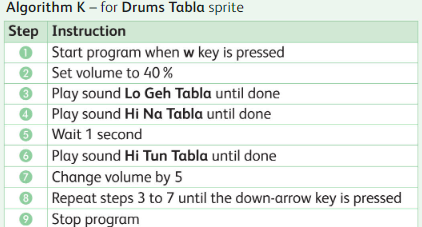 Algorithm K – for Drums Tabla sprite
Step Instruction
1 Start program when w key is pressed
2 Set volume to 40 %
3 Play sound Lo Geh Tabla until done
4 Play sound Hi Na Tabla until done
5 Wait 1 second
6 Play sound Hi Tun Tabla until done
7 Change volume by 5
8 Repeat steps 3 to 7 until the down-arrow key is pressed
9 Stop program